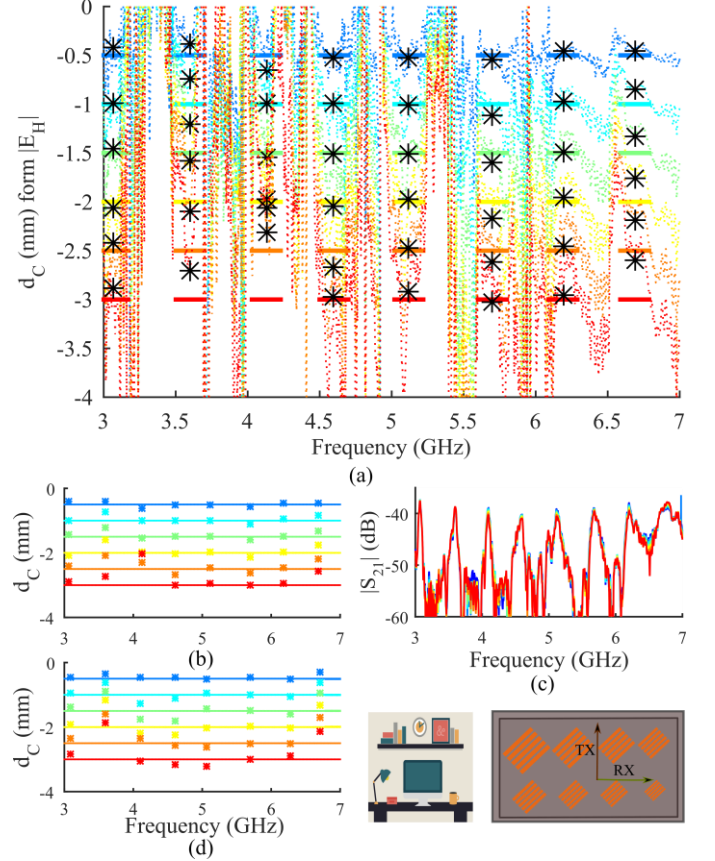 0
-0.5
-1
-1.5
-2
-2.5
-3
-3.5
-4
d_C (mm) form |E_H|
3 3.5 4 4.5 5 5.5 6 6.5 7
Frequency (GHz)
(a)
0
-2
-4
d_C (mm)
3 4 5 6 7
(b)
-40
-50
-60
|S_21| (dB)
3 4 5 6 7
Frequency (GHz)
(c)
0
-2
-4
d_C (mm)
3 4 5 6 7
Frequency (GHz)
(d)
&
TX
RX